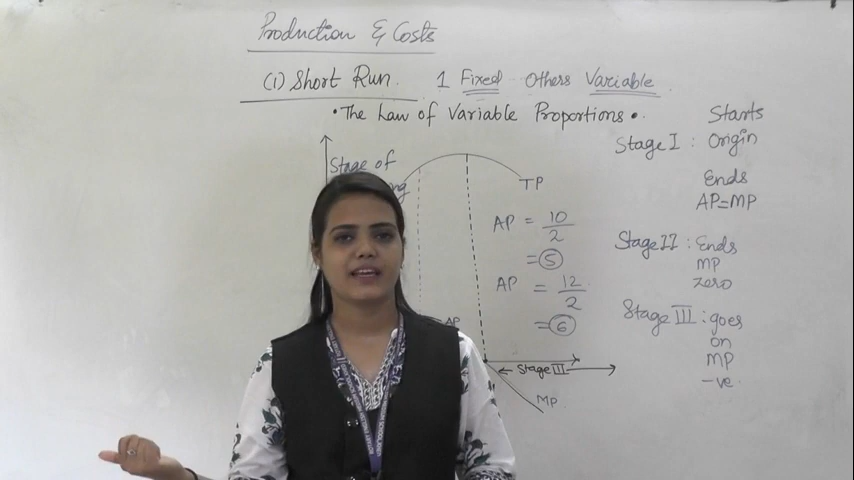 Production & Costs
(i) Short Run. 1 Fixed Others Variable
• The Law of Variable Proportions •.
Stage of
TP
AP = 10/2
= 5
AP = 12/2
= 6
AP
Stage III
MP
Starts
Stage I : Origin
Ends
AP=MP
Stage II : Ends
MP
Zero
Stage III : goes
on
MP
-ve.